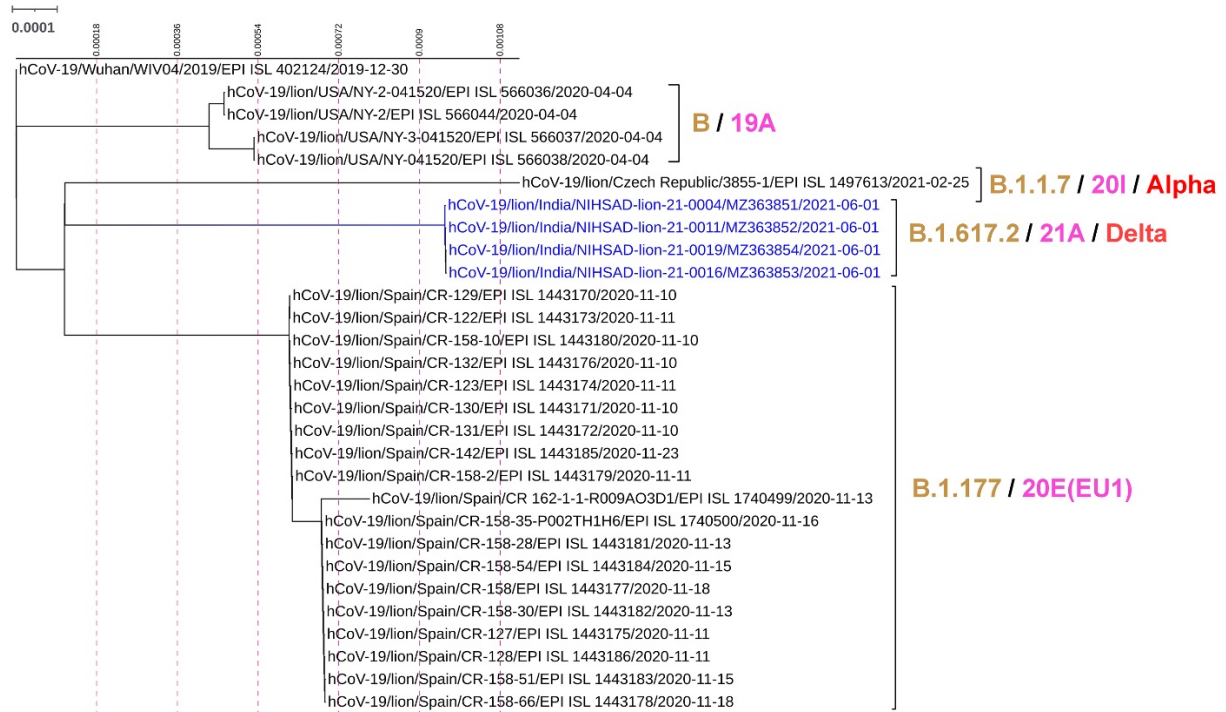 0.0001
0.00018
0.00036
0.00054
0.00072
0.0009
0.00108
hCoV-19/Wuhan/WIV04/2019/EPI ISL 402124/2019-12-30
hCoV-19/lion/USA/NY-2-041520/EPI ISL 566036/2020-04-04
hCoV-19/lion/USA/NY-2/EPI ISL 566044/2020-04-04
B / 19A
hCoV-19/lion/USA/NY-3-041520/EPI ISL 566037/2020-04-04
hCoV-19/lion/USA/NY-041520/EPI ISL 566038/2020-04-04
hCoV-19/lion/Czech Republic/3855-1/EPI ISL 1497613/2021-02-25
B.1.1.7 / 20I / Alpha
hCoV-19/lion/India/NIHSAD-lion-21-0004/MZ363851/2021-06-01
hCoV-19/lion/India/NIHSAD-lion-21-0011/MZ363852/2021-06-01
B.1.617.2 / 21A / Delta
hCoV-19/lion/India/NIHSAD-lion-21-0019/MZ363854/2021-06-01
hCoV-19/lion/India/NIHSAD-lion-21-0016/MZ363853/2021-06-01
hCoV-19/lion/Spain/CR-129/EPI ISL 1443170/2020-11-10
hCoV-19/lion/Spain/CR-122/EPI ISL 1443173/2020-11-11
hCoV-19/lion/Spain/CR-158-10/EPI ISL 1443180/2020-11-10
hCoV-19/lion/Spain/CR-132/EPI ISL 1443176/2020-11-10
hCoV-19/lion/Spain/CR-123/EPI ISL 1443174/2020-11-11
hCoV-19/lion/Spain/CR-130/EPI ISL 1443171/2020-11-10
hCoV-19/lion/Spain/CR-131/EPI ISL 1443172/2020-11-10
hCoV-19/lion/Spain/CR-142/EPI ISL 1443185/2020-11-23
hCoV-19/lion/Spain/CR-158-2/EPI ISL 1443179/2020-11-11
B.1.177 / 20E(EU1)
hCoV-19/lion/Spain/CR 162-1-1-R009AO3D1/EPI ISL 1740499/2020-11-13
hCoV-19/lion/Spain/CR-158-35-P002TH1H6/EPI ISL 1740500/2020-11-16
hCoV-19/lion/Spain/CR-158-28/EPI ISL 1443181/2020-11-13
hCoV-19/lion/Spain/CR-158-54/EPI ISL 1443184/2020-11-15
hCoV-19/lion/Spain/CR-158/EPI ISL 1443177/2020-11-18
hCoV-19/lion/Spain/CR-158-30/EPI ISL 1443182/2020-11-13
hCoV-19/lion/Spain/CR-127/EPI ISL 1443175/2020-11-11
hCoV-19/lion/Spain/CR-128/EPI ISL 1443186/2020-11-11
hCoV-19/lion/Spain/CR-158-51/EPI ISL 1443183/2020-11-15
hCoV-19/lion/Spain/CR-158-66/EPI ISL 1443178/2020-11-18